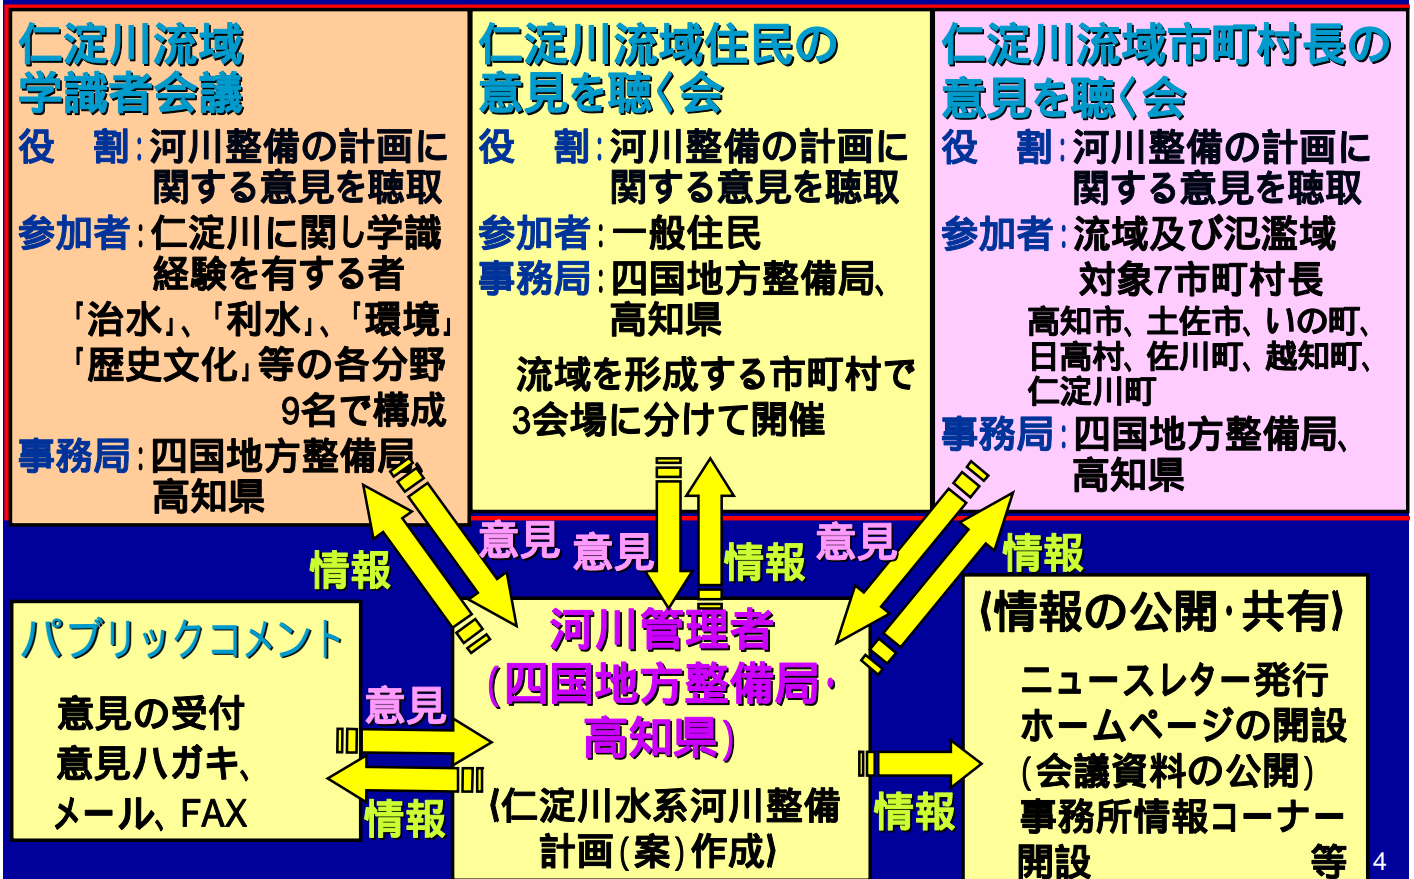 仁淀川流域
学識者会議
役　割：河川整備の計画に
関する意見を聴取
参加者：仁淀川に関し学識
経験を有する者
「治水」、「利水」、「環境」
「歴史文化」等の各分野
9名で構成
事務局：四国地方整備局、
高知県
仁淀川流域住民の
意見を聴く会
役　割：河川整備の計画に
関する意見を聴取
参加者：一般住民
事務局：四国地方整備局、
高知県
流域を形成する市町村で
3会場に分けて開催
仁淀川流域市町村長の
意見を聴く会
役　割：河川整備の計画に
関する意見を聴取
参加者：流域及び氾濫域
対象7市町村長
高知市、土佐市、いの町、
日高村、佐川町、越知町、
仁淀川町
事務局：四国地方整備局、
高知県
情報
意見
意見
情報
意見
情報
パブリックコメント
意見の受付
意見ハガキ、
メール、FAX
意見
情報
河川管理者
(四国地方整備局・
高知県)
〈仁淀川水系河川整備
計画(案)作成〉
情報
〈情報の公開・共有〉
ニュースレター発行
ホームページの開設
(会議資料の公開)
事務所情報コーナー
開設　等
4